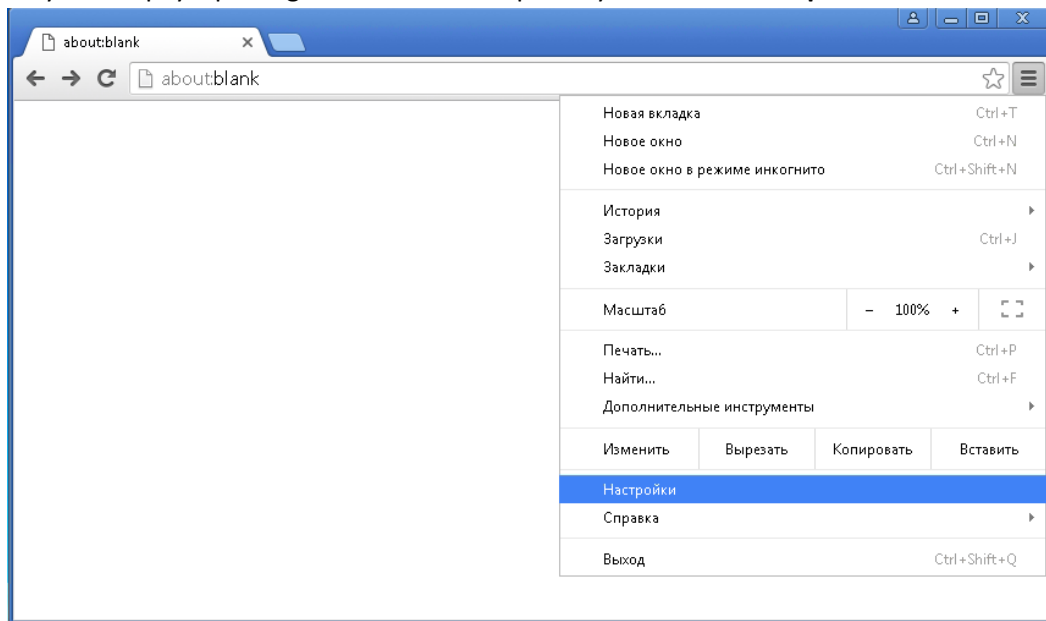 about:blank
about:blank
Новая вкладка Ctrl+T
Новое окно Ctrl+N
Новое окно в режиме инкогнито Ctrl+Shift+N
История
Загрузки Ctrl+J
Закладки
Масштаб – 100% +
Печать... Ctrl+P
Найти... Ctrl+F
Дополнительные инструменты
Изменить Вырезать Копировать Вставить
Настройки
Справка
Выход Ctrl+Shift+Q